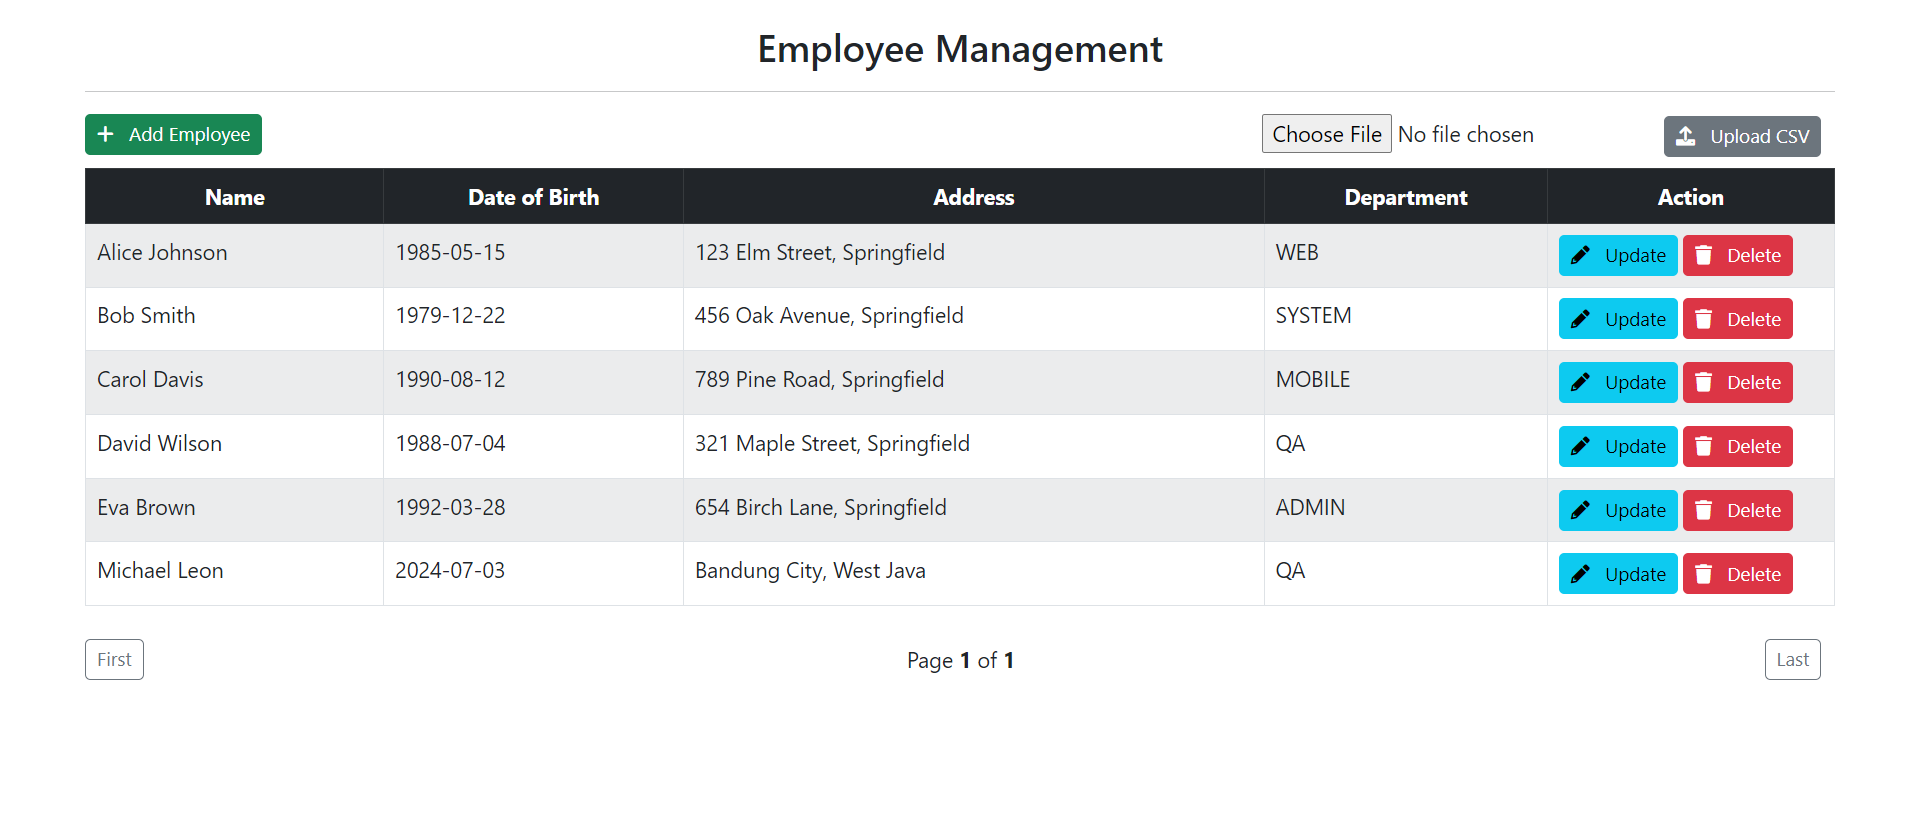 Employee Management
Add Employee
Choose File No file chosen
Upload CSV
Name Date of Birth Address Department Action
Alice Johnson 1985-05-15 123 Elm Street, Springfield WEB Update Delete
Bob Smith 1979-12-22 456 Oak Avenue, Springfield SYSTEM Update Delete
Carol Davis 1990-08-12 789 Pine Road, Springfield MOBILE Update Delete
David Wilson 1988-07-04 321 Maple Street, Springfield QA Update Delete
Eva Brown 1992-03-28 654 Birch Lane, Springfield ADMIN Update Delete
Michael Leon 2024-07-03 Bandung City, West Java QA Update Delete
First Page 1 of 1 Last